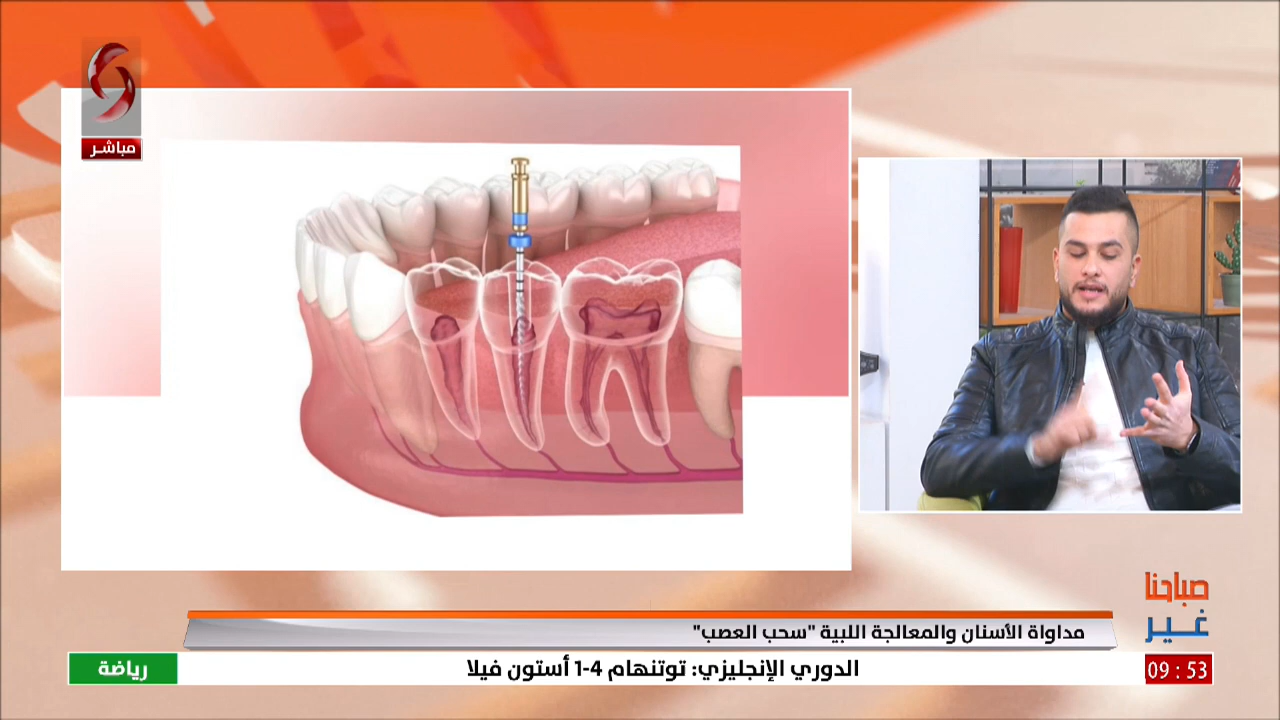 مباشر
صباحنا
غير
مداواة الأسنان والمعالجة اللبية "سحب العصب"
رياضة
الدوري الإنجليزي: توتنهام 4-1 أستون فيلا
09 : 53